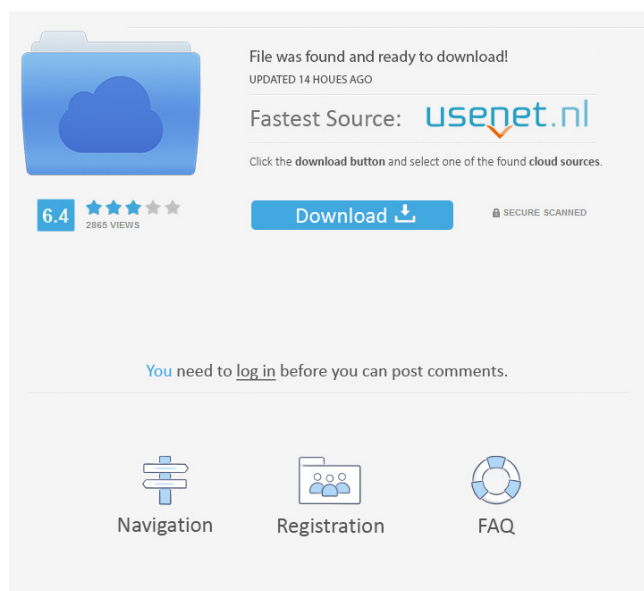 File was found and ready to download!
UPDATED 14 HOUES AGO
Fastest Source: usenet.nl
Click the download button and select one of the found cloud sources.
6.4
2865 VIEWS
Download
SECURE SCANNED
You need to log in before you can post comments.
Navigation
Registration
FAQ